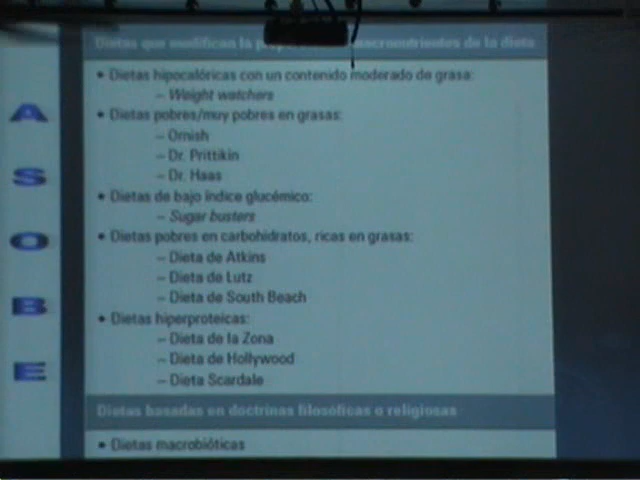 Dietas que modifican la macronutrientes de la dieta
• Dietas hipocalóricas con un contenido moderado de grasa:
– Weight watchers
• Dietas pobres/muy pobres en grasas:
– Ornish
– Dr. Prittikin
– Dr. Haas
• Dietas de bajo índice glucémico:
– Sugar busters
• Dietas pobres en carbohidratos, ricas en grasas:
– Dieta de Atkins
– Dieta de Lutz
– Dieta de South Beach
• Dietas hiperproteicas:
– Dieta de la Zona
– Dieta de Hollywood
– Dieta Scardale
Dietas basadas en doctrinas filosóficas o religiosas
• Dietas macrobióticas
A
S
O
B
E